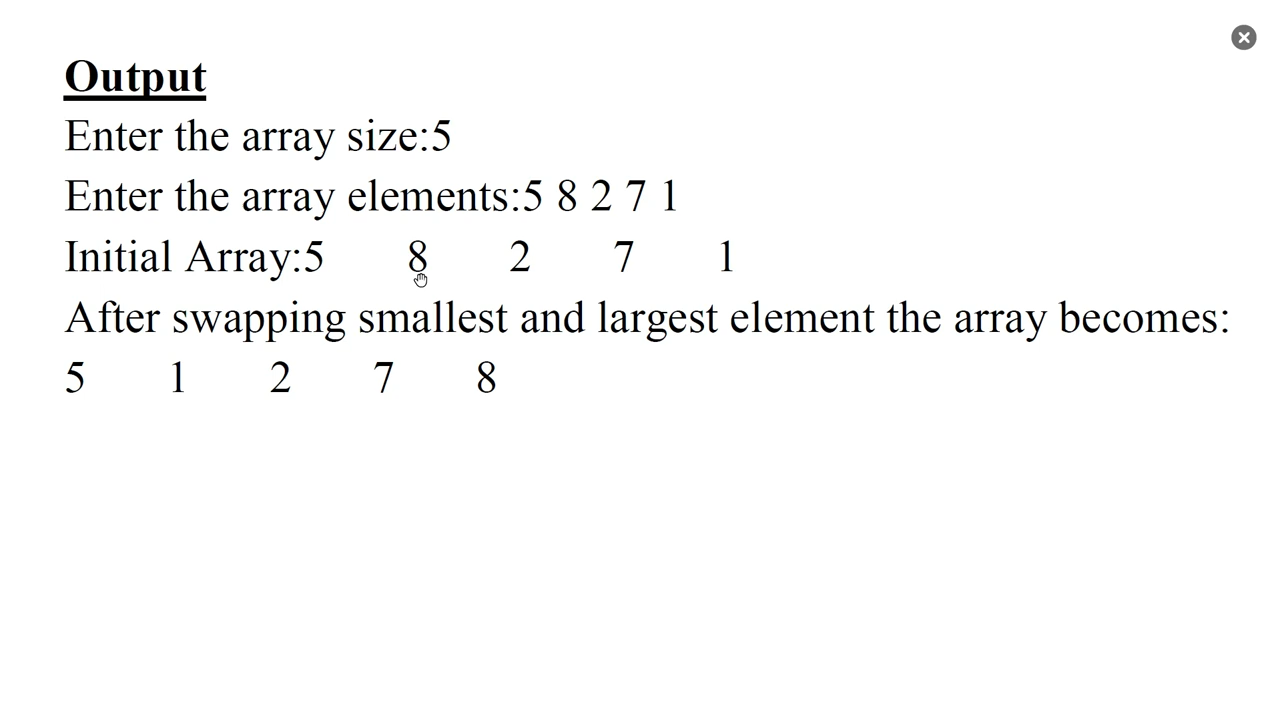 Output
Enter the array size:5
Enter the array elements:5 8 2 7 1
Initial Array:5 8 2 7 1
After swapping smallest and largest element the array becomes:
5 1 2 7 8